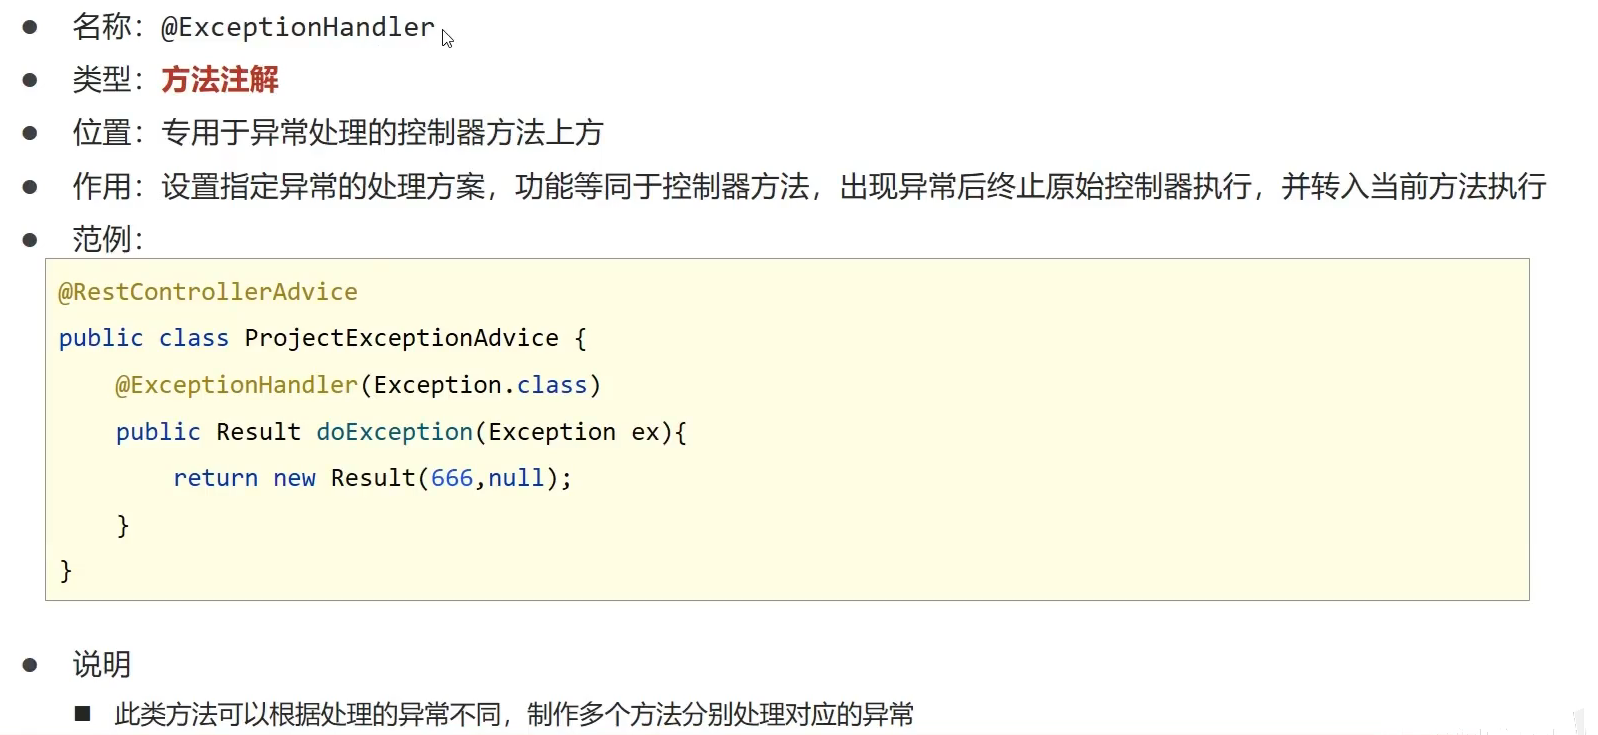 名称：@ExceptionHandler
类型：方法注解
位置：专用于异常处理的控制器方法上方
作用：设置指定异常的处理方案，功能等同于控制器方法，出现异常后终止原始控制器执行，并转入当前方法执行
范例：
@RestControllerAdvice
public class ProjectExceptionAdvice {
    @ExceptionHandler(Exception.class)
    public Result doException(Exception ex){
        return new Result(666,null);
    }
}
说明
此类方法可以根据处理的异常不同，制作多个方法分别处理对应的异常